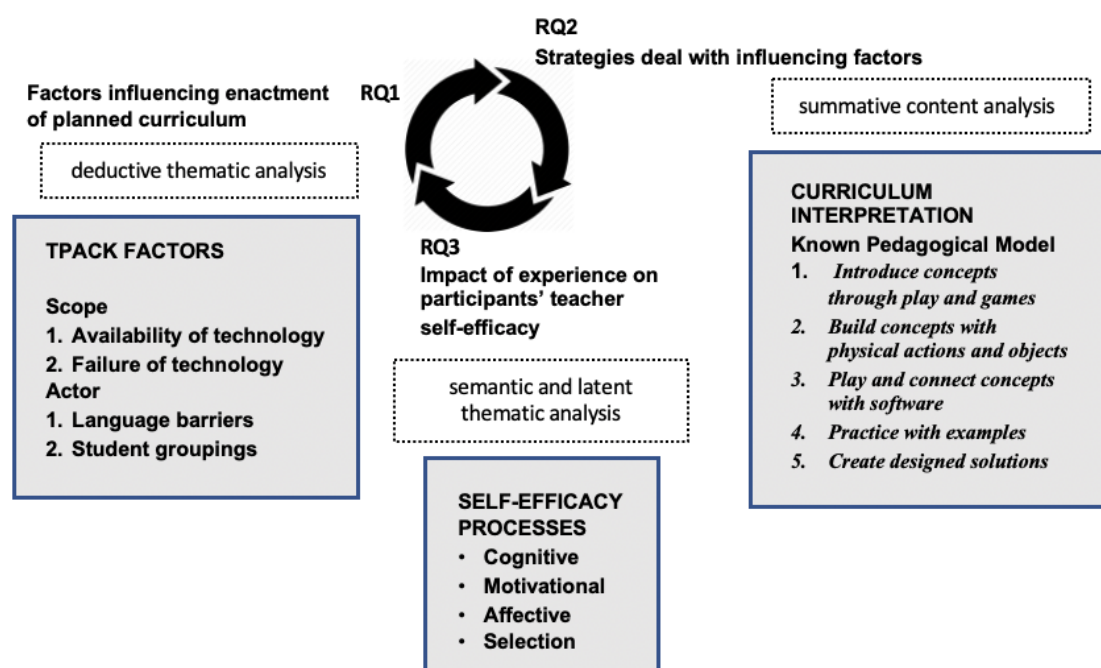 RQ2
Strategies deal with influencing factors
Factors influencing enactment
of planned curriculum
RQ1
deductive thematic analysis
summative content analysis
TPACK FACTORS
Scope
1. Availability of technology
2. Failure of technology
Actor
1. Language barriers
2. Student groupings
RQ3
Impact of experience on
participants’ teacher
self-efficacy
semantic and latent
thematic analysis
SELF-EFFICACY
PROCESSES
• Cognitive
• Motivational
• Affective
• Selection
CURRICULUM
INTERPRETATION
Known Pedagogical Model
1. Introduce concepts
through play and games
2. Build concepts with
physical actions and objects
3. Play and connect concepts
with software
4. Practice with examples
5. Create designed solutions